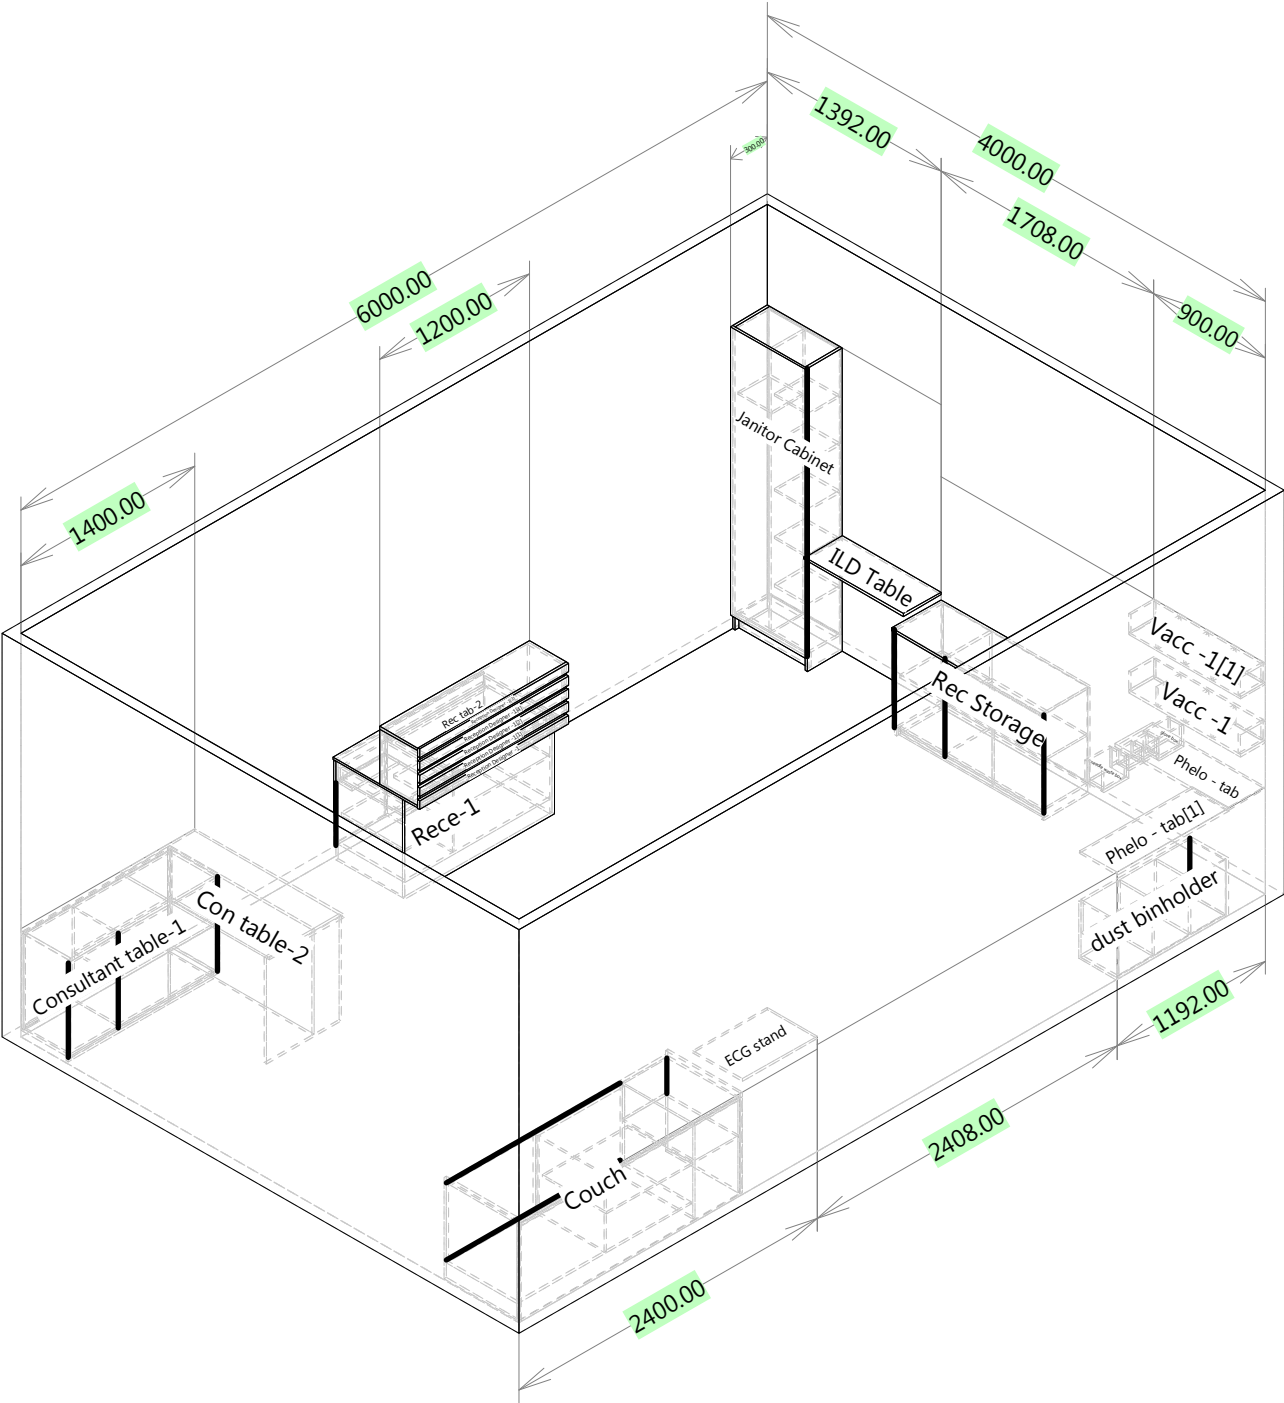 1392.00
4000.00
300.00
1708.00
6000.00
1200.00
900.00
1400.00
Janitor Cabinet
ILD Table
Vacc -1[1]
Vacc -1
Rec Storage
Rec tab-2
Phelo - tab
Phelo - tab[1]
Rece-1
dust binholder
Con table-2
Consultant table-1
1192.00
ECG stand
2408.00
Couch
2400.00